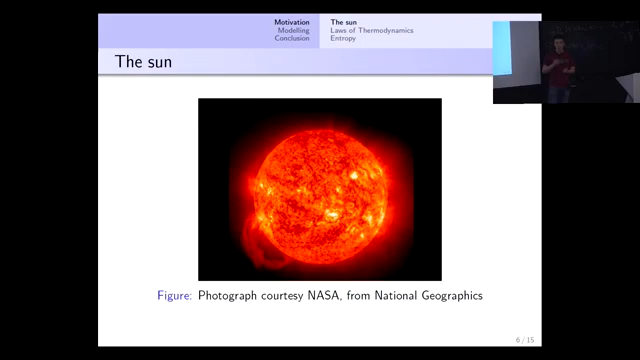 Motivation
Modelling
Conclusion
The sun
Laws of Thermodynamics
Entropy
The sun
Figure: Photograph courtesy NASA, from National Geographics
6 / 15